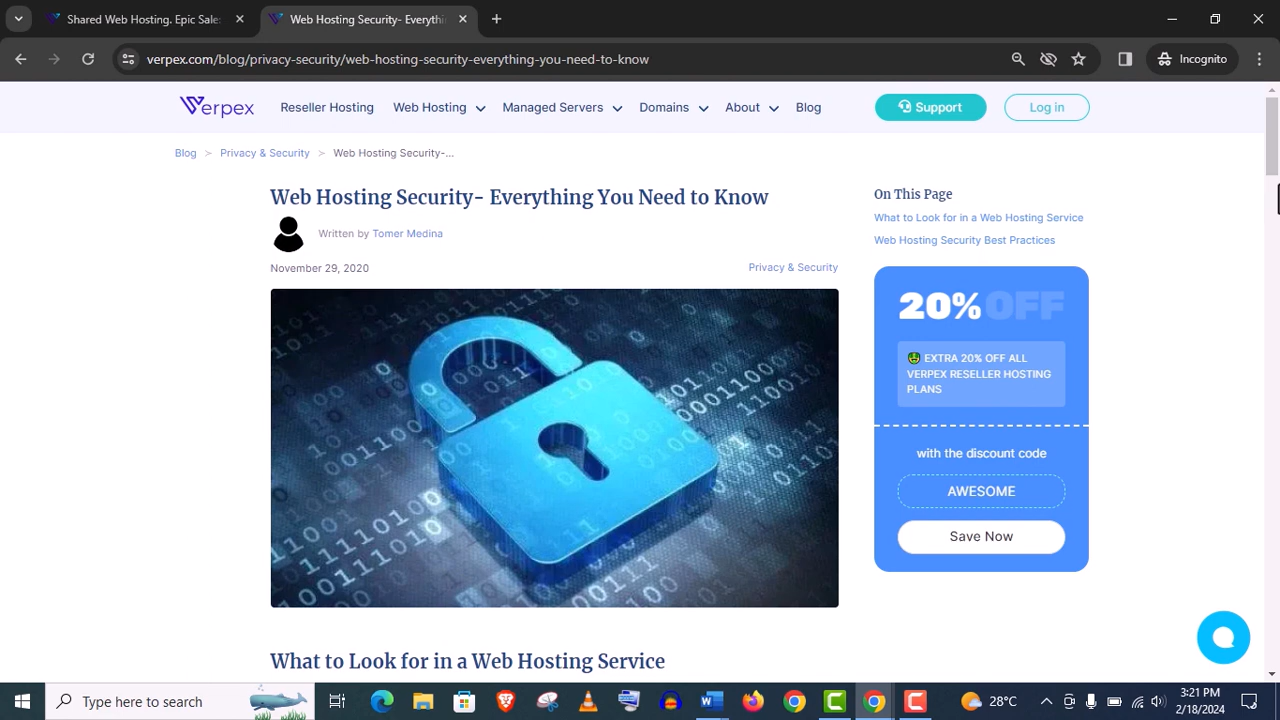 Shared Web Hosting. Epic Sale:
Web Hosting Security- Everythi
verpex.com/blog/privacy-security/web-hosting-security-everything-you-need-to-know
Incognito
Verpex
Reseller Hosting
Web Hosting
Managed Servers
Domains
About
Blog
Support
Log in
Blog > Privacy & Security > Web Hosting Security-...
Web Hosting Security- Everything You Need to Know
Written by Tomer Medina
November 29, 2020
Privacy & Security
On This Page
What to Look for in a Web Hosting Service
Web Hosting Security Best Practices
20% OFF
EXTRA 20% OFF ALL
VERPEX RESELLER HOSTING
PLANS
with the discount code
AWESOME
Save Now
What to Look for in a Web Hosting Service
Type here to search
28°C
3:21 PM
2/18/2024